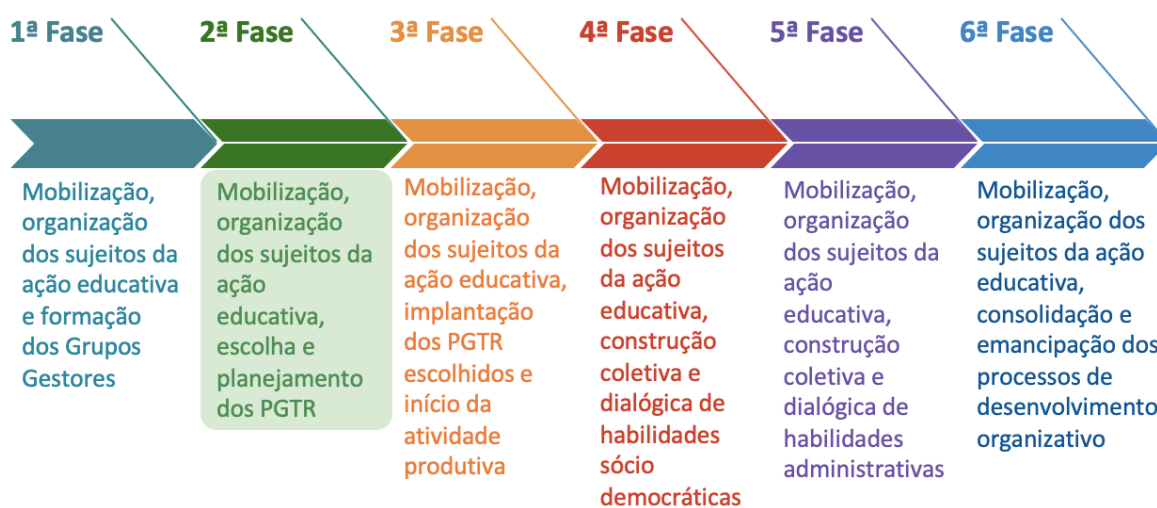 1ª Fase
2ª Fase
3ª Fase
4ª Fase
5ª Fase
6ª Fase
Mobilização,
organização
dos sujeitos da
ação educativa
e formação
dos Grupos
Gestores
Mobilização,
organização
dos sujeitos da
ação
educativa,
escolha e
planejamento
dos PGTR
Mobilização,
organização
dos sujeitos da
ação educativa,
implantação
dos PGTR
escolhidos e
início da
atividade
produtiva
Mobilização,
organização
dos sujeitos
da ação
educativa,
construção
coletiva e
dialógica de
habilidades
sócio
democráticas
Mobilização,
organização
dos sujeitos da
ação
educativa,
construção
coletiva e
dialógica de
habilidades
administrativas
Mobilização,
organização dos
sujeitos da ação
educativa,
consolidação e
emancipação dos
processos de
desenvolvimento
organizativo